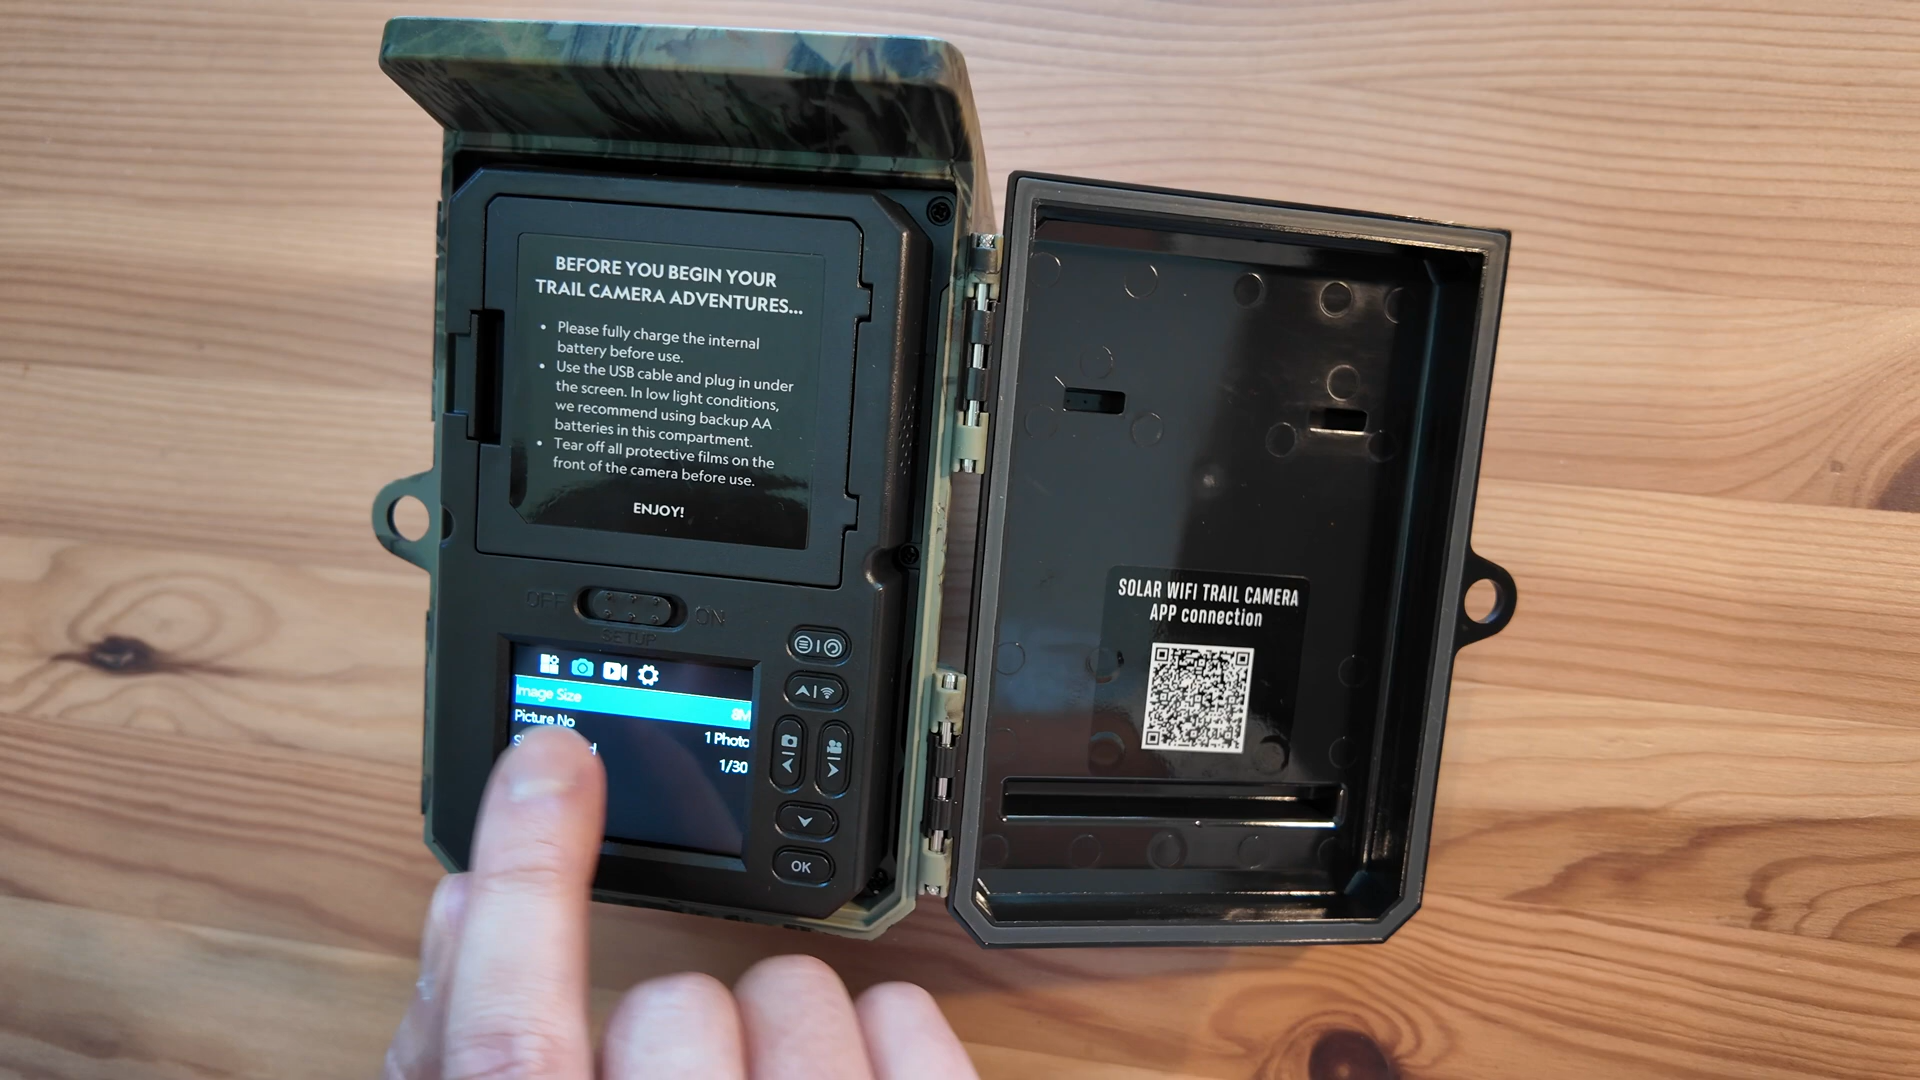 BEFORE YOU BEGIN YOUR
TRAIL CAMERA ADVENTURES...
• Please fully charge the internal
battery before use.
• Use the USB cable and plug in under
the screen. In low light conditions,
we recommend using backup AA
batteries in this compartment.
• Tear off all protective films on the
front of the camera before use.
ENJOY!
OFF ON
SETUP
Image Size
8M
Picture No
1 Photo
1/30
OK
SOLAR WIFI TRAIL CAMERA
APP connection